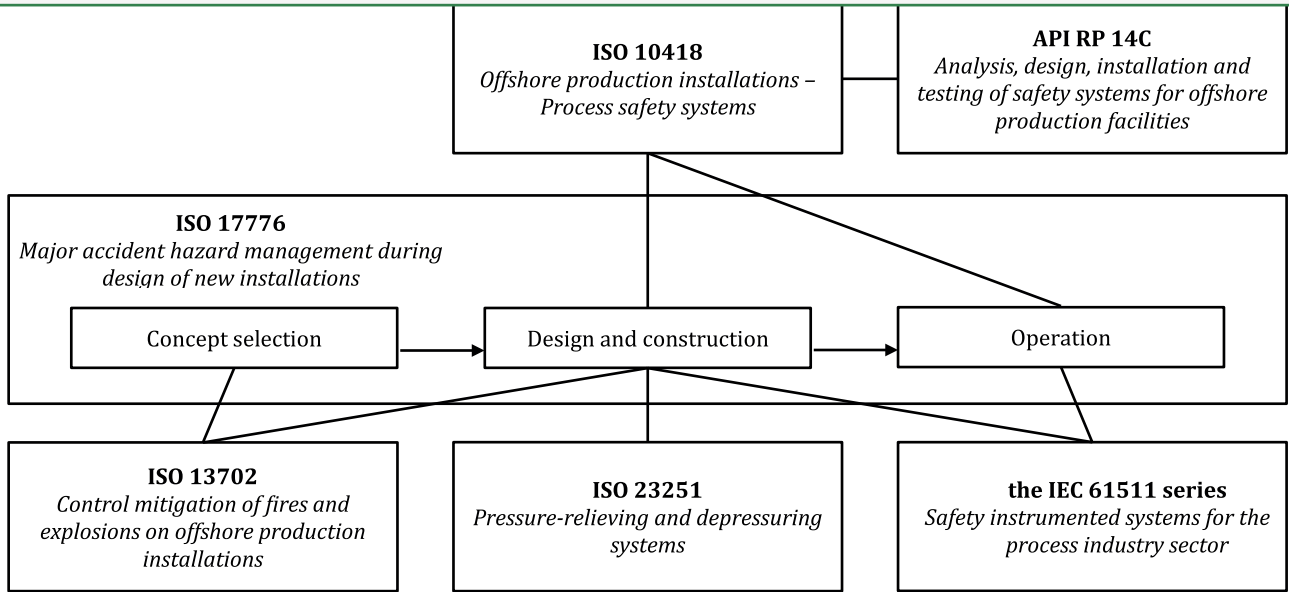 ISO 10418
Offshore production installations –
Process safety systems
API RP 14C
Analysis, design, installation and
testing of safety systems for offshore
production facilities
ISO 17776
Major accident hazard management during
design of new installations
Concept selection
Design and construction
Operation
ISO 13702
Control mitigation of fires and
explosions on offshore production
installations
ISO 23251
Pressure-relieving and depressuring
systems
the IEC 61511 series
Safety instrumented systems for the
process industry sector